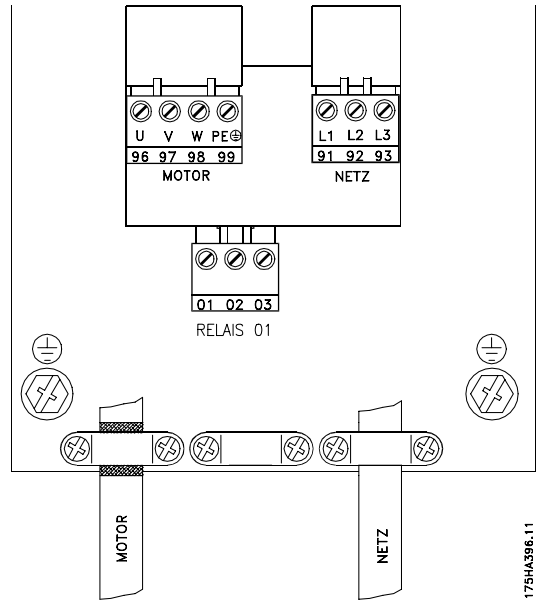 U V W PE
96 97 98 99
MOTOR
L1 L2 L3
91 92 93
NETZ
01 02 03
RELAIS 01
MOTOR
NETZ
175HA396.11